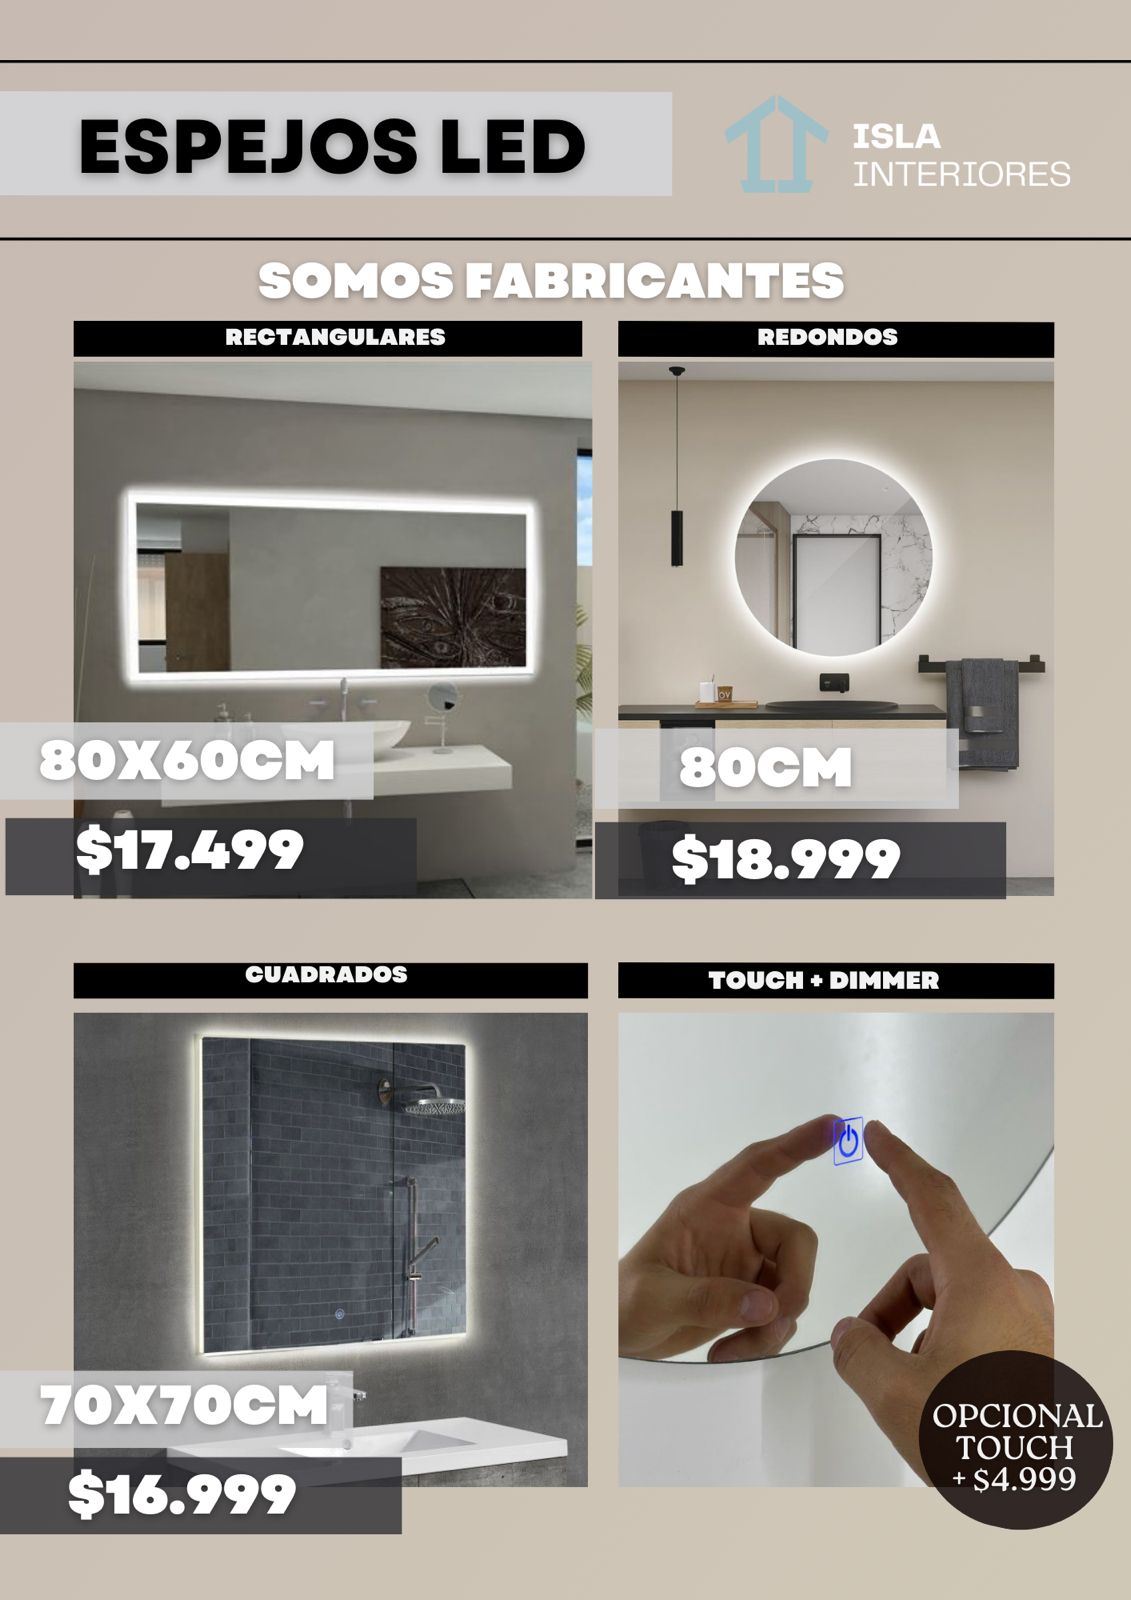 ESPEJOS LED
ISLA
INTERIORES
SOMOS FABRICANTES
RECTANGULARES
REDONDOS
80X60CM
$17.499
80CM
$18.999
CUADRADOS
TOUCH + DIMMER
70X70CM
$16.999
OPCIONAL
TOUCH
+ $4.999